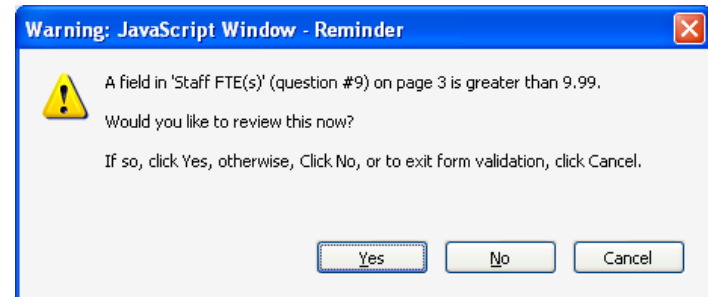 Warning: JavaScript Window - Reminder
A field in 'Staff FTE(s)' (question #9) on page 3 is greater than 9.99.
Would you like to review this now?
If so, click Yes, otherwise, Click No, or to exit form validation, click Cancel.
Yes No Cancel